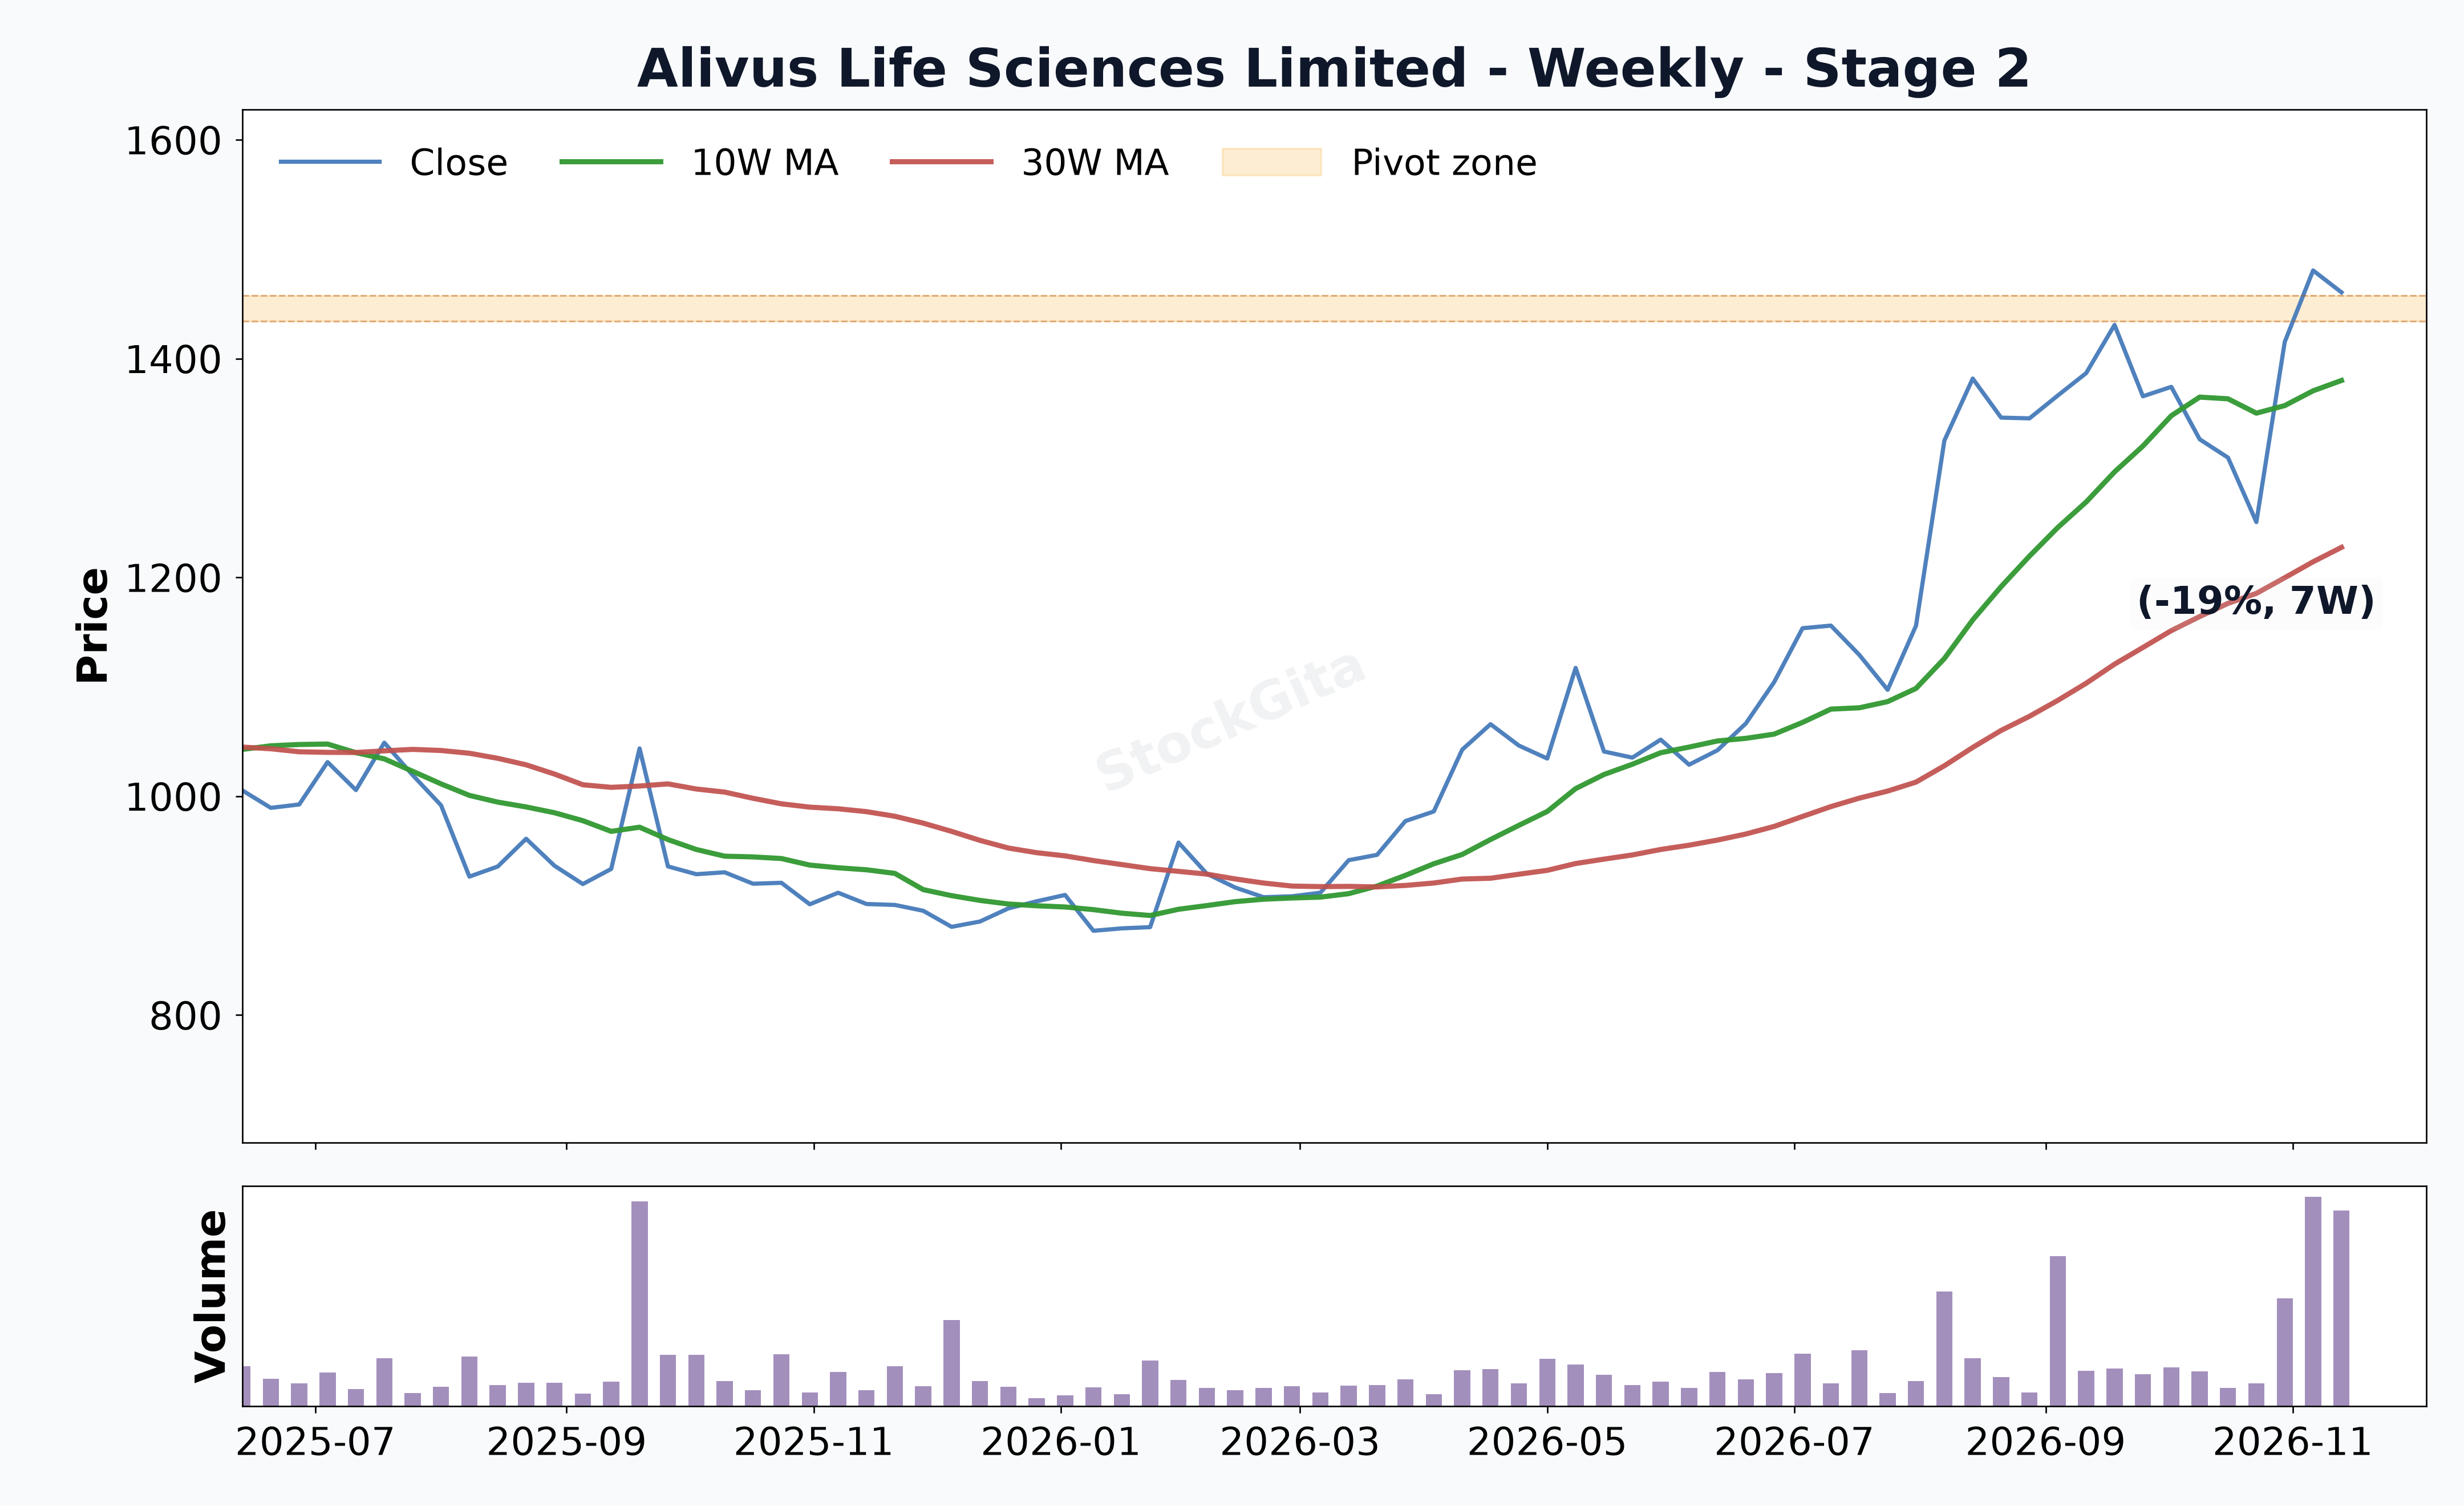 Alivus Life Sciences Limited - Weekly - Stage 2
Close 10W MA 30W MA Pivot zone
Price
1600
1400
1200
1000
800
(-19%, 7W)
StockGita
Volume
2025-07 2025-09 2025-11 2026-01 2026-03 2026-05 2026-07 2026-09 2026-11